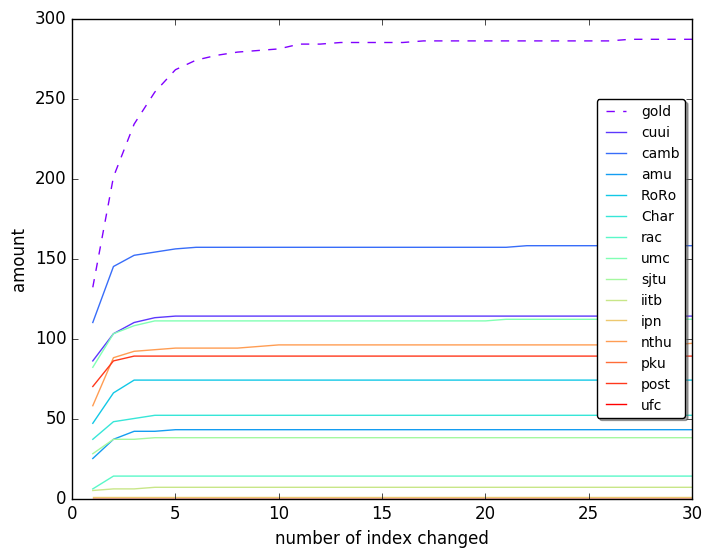 300
250
200
150
100
50
0
amount
gold
cuui
camb
amu
RoRo
Char
rac
umc
sjtu
iitb
ipn
nthu
pku
post
ufc
0 5 10 15 20 25 30
number of index changed